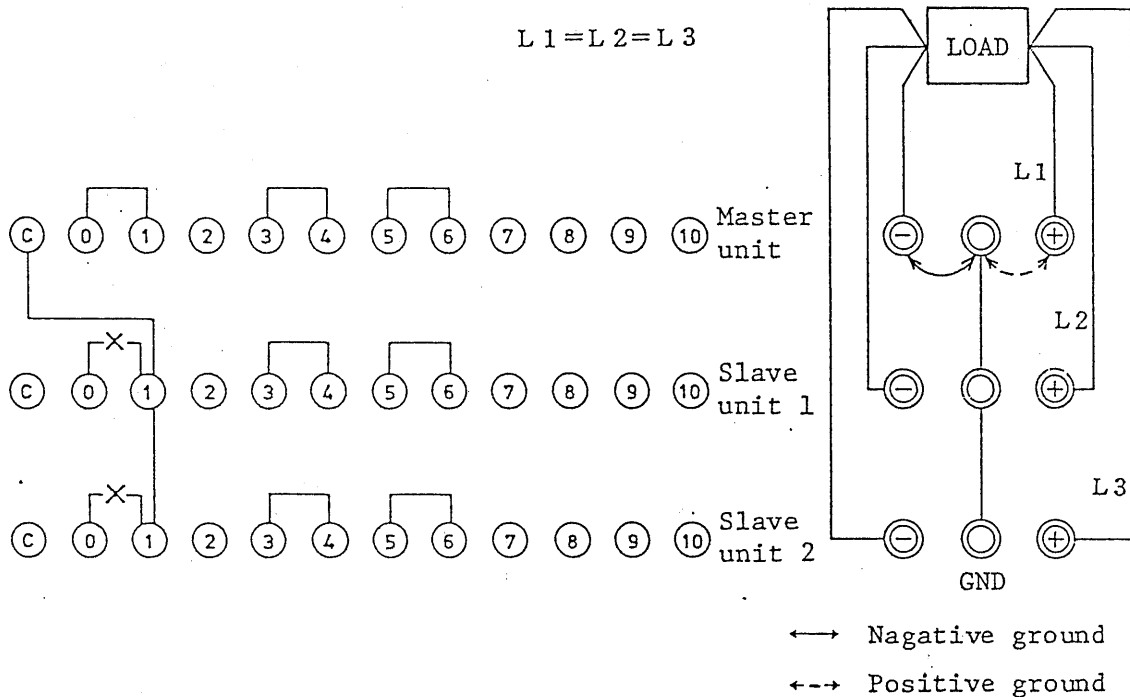 L1=L2=L3
LOAD
L1
C 0 1 2 3 4 5 6 7 8 9 10 Master unit
− +
L2
C 0 1 2 3 4 5 6 7 8 9 10 Slave unit 1
− +
L3
C 0 1 2 3 4 5 6 7 8 9 10 Slave unit 2
− +
GND
Nagative ground
Positive ground